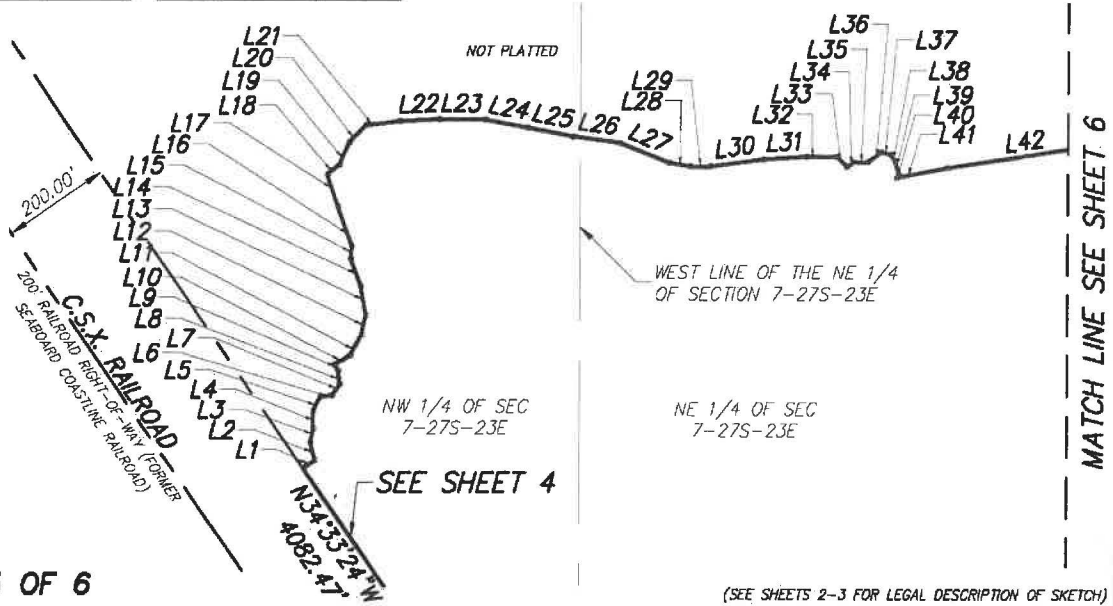 L36
L35
L34
L33
L32
L37
L38
L39
L40
L41
L42
L21
L20
L19
L18
L17
L16
L15
L14
L13
L12
L11
L10
L9
L8
L7
L6
L5
L4
L3
L2
L1
NOT PLATTED
L22
L23
L24
L25
L26
L27
L28
L29
L30
L31
200.00'
C.S.X. RAILROAD
200' RAILROAD RIGHT-OF-WAY (FORMER
SEABOARD COASTLINE RAILROAD)
WEST LINE OF THE NE 1/4
OF SECTION 7-27S-23E
NW 1/4 OF SEC
7-27S-23E
NE 1/4 OF SEC
7-27S-23E
SEE SHEET 4
N34°33'24"W
4082.47'
MATCH LINE SEE SHEET 6
OF 6
(SEE SHEETS 2-3 FOR LEGAL DESCRIPTION OF SKETCH)